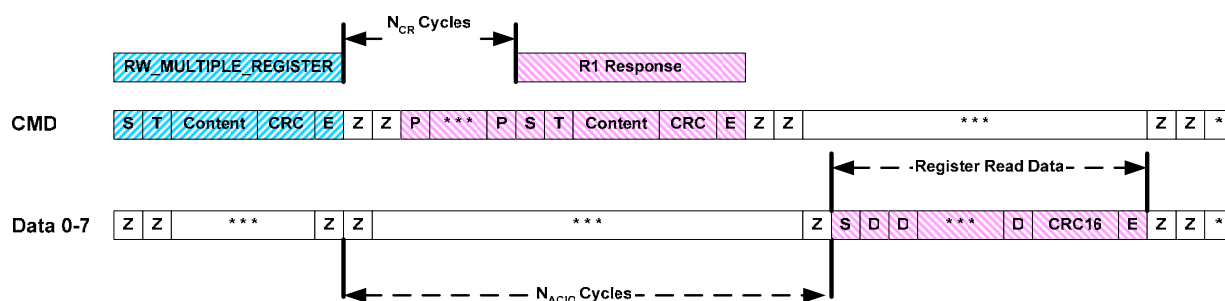 N_CR Cycles
RW_MULTIPLE_REGISTER R1 Response
CMD S T Content CRC E Z Z P *** P S T Content CRC E Z Z *** Z Z *
Register Read Data
Data 0-7 Z Z *** Z Z *** Z S D D *** D CRC16 E Z Z *
N_ACIO Cycles